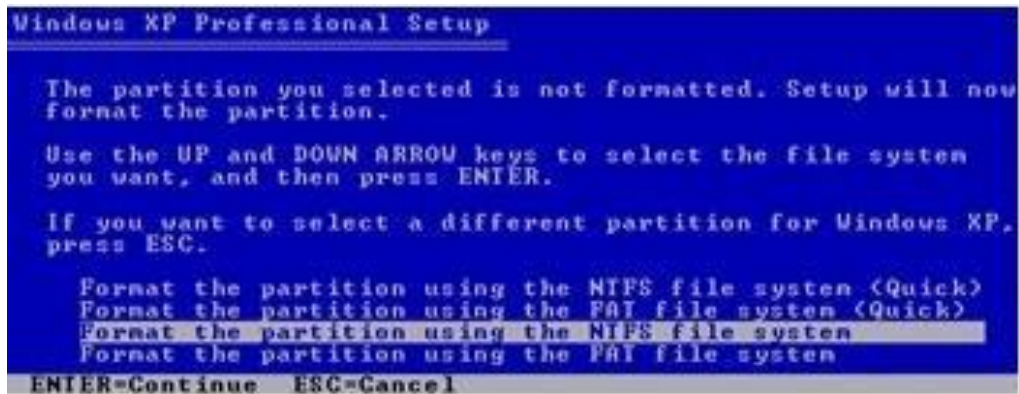 Windows XP Professional Setup
The partition you selected is not formatted. Setup will now
format the partition.
Use the UP and DOWN ARROW keys to select the file system
you want, and then press ENTER.
If you want to select a different partition for Windows XP,
press ESC.
Format the partition using the NTFS file system (Quick)
Format the partition using the FAT file system (Quick)
Format the partition using the NTFS file system
Format the partition using the FAT file system
ENTER=Continue ESC=Cancel